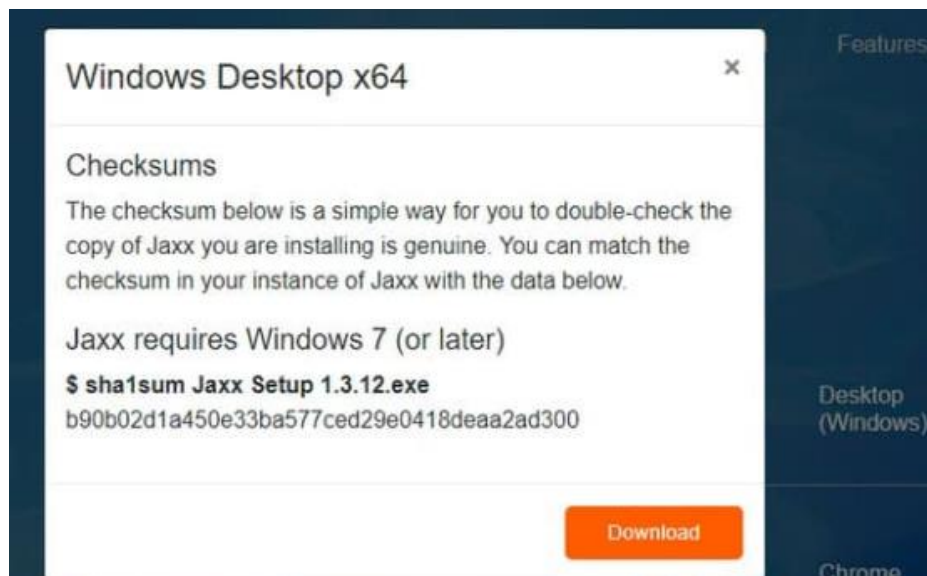 Features
Windows Desktop x64
×
Checksums
The checksum below is a simple way for you to double-check the
copy of Jaxx you are installing is genuine. You can match the
checksum in your instance of Jaxx with the data below.
Jaxx requires Windows 7 (or later)
$ sha1sum Jaxx Setup 1.3.12.exe
b90b02d1a450e33ba577ced29e0418deaa2ad300
Desktop
(Windows)
Download
Chrome